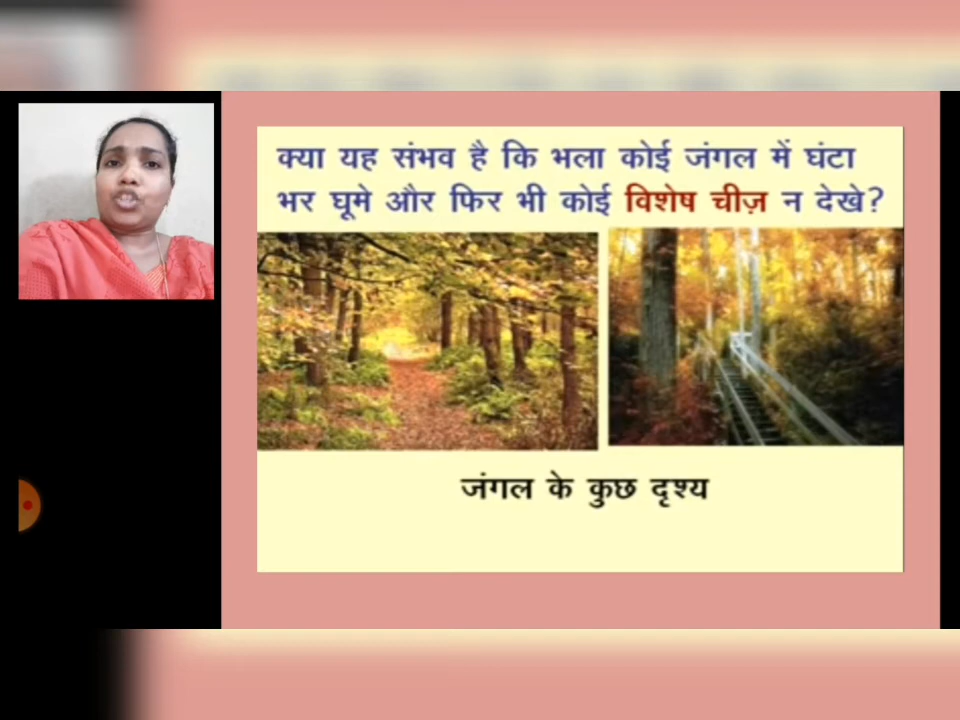 क्या यह संभव है कि भला कोई जंगल में घंटा
भर घूमे और फिर भी कोई विशेष चीज़ न देखे?
जंगल के कुछ दृश्य